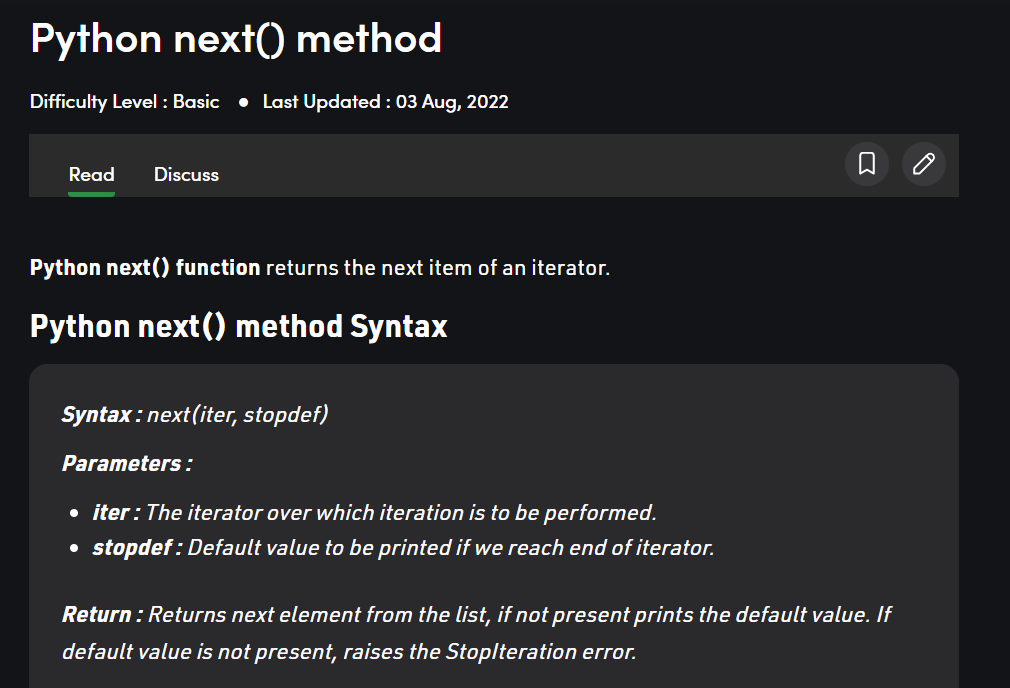 Python next() method
Difficulty Level : Basic ● Last Updated : 03 Aug, 2022
Read Discuss
Python next() function returns the next item of an iterator.
Python next() method Syntax
Syntax : next(iter, stopdef)
Parameters :
• iter : The iterator over which iteration is to be performed.
• stopdef : Default value to be printed if we reach end of iterator.
Return : Returns next element from the list, if not present prints the default value. If
default value is not present, raises the StopIteration error.